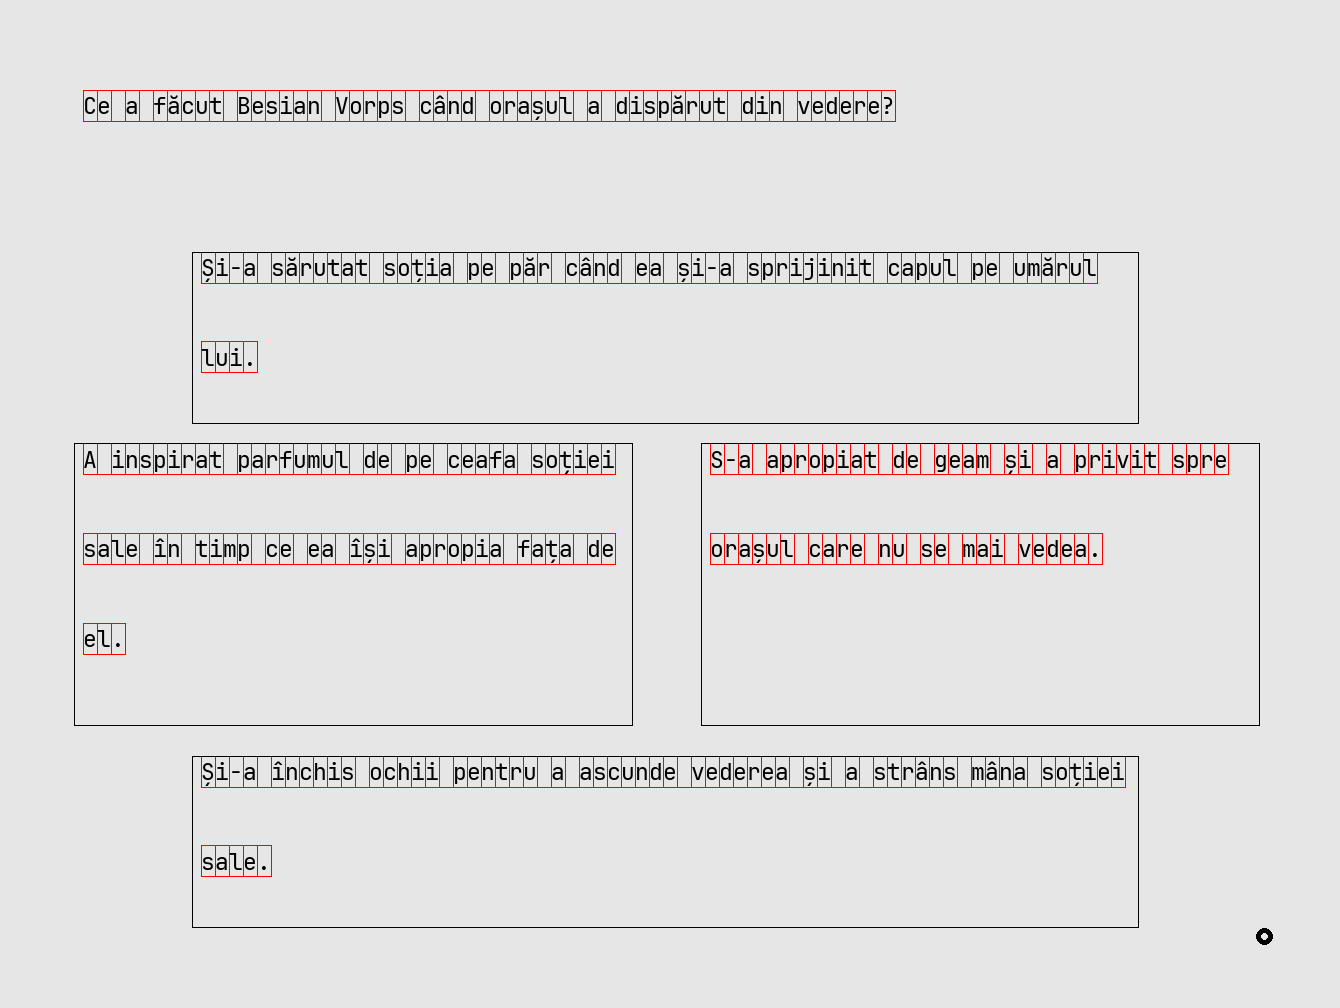 Ce a făcut Besian Vorps când orașul a dispărut din vedere?
Și-a sărutat soția pe păr când ea și-a sprijinit capul pe umărul
lui.
A inspirat parfumul de pe ceafa soției
sale în timp ce ea își apropia fața de
el.
S-a apropiat de geam și a privit spre
orașul care nu se mai vedea.
Și-a închis ochii pentru a ascunde vederea și a strâns mâna soției
sale.